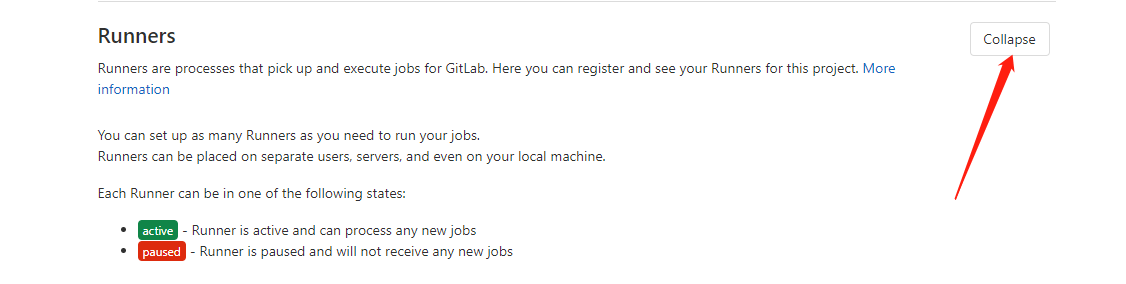 Runners
Collapse
Runners are processes that pick up and execute jobs for GitLab. Here you can register and see your Runners for this project. More
information
You can set up as many Runners as you need to run your jobs.
Runners can be placed on separate users, servers, and even on your local machine.
Each Runner can be in one of the following states:
active - Runner is active and can process any new jobs
paused - Runner is paused and will not receive any new jobs